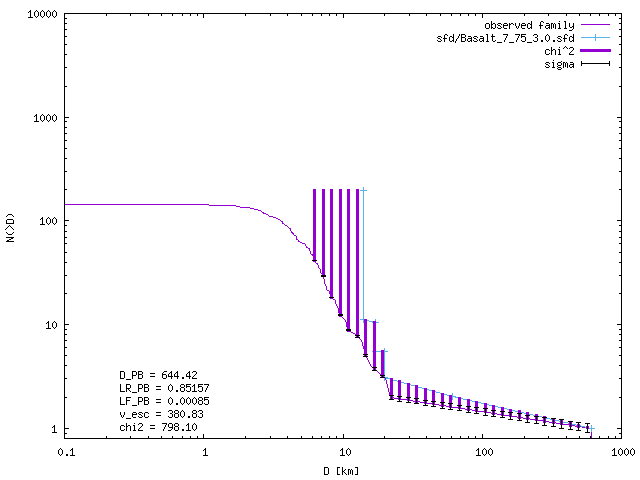 10000
1000
100
10
1
N(>D)
observed family
sfd/Basalt_7_75_3.0.sfd
chi^2
sigma
D_PB = 644.42
LR_PB = 0.85157
LF_PB = 0.00085
v_esc = 380.83
chi2 = 798.10
0.1 1 10 100 1000
D [km]